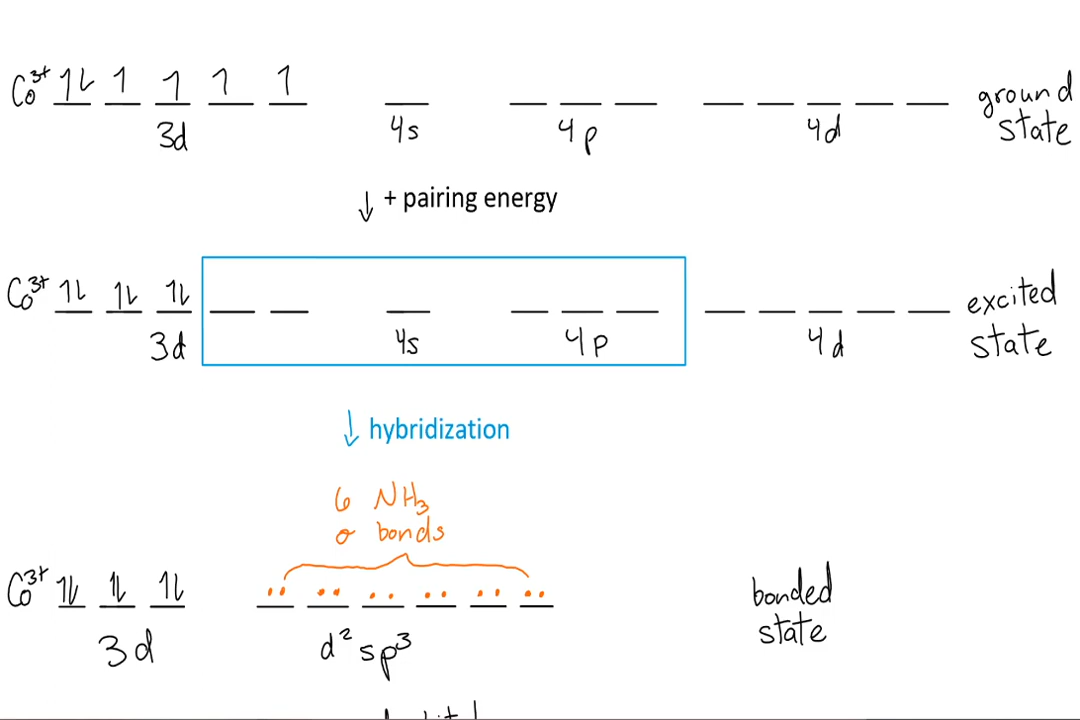 Co³⁺ 1L 1 1 1 1 ground
3d 4s 4p 4d state
↓ + pairing energy
Co³⁺ 1L 1L 1L excited
3d 4s 4p 4d state
↓ hybridization
6 NH₃
σ bonds
Co³⁺ 1L 1L 1L bonded
3d d²sp³ state